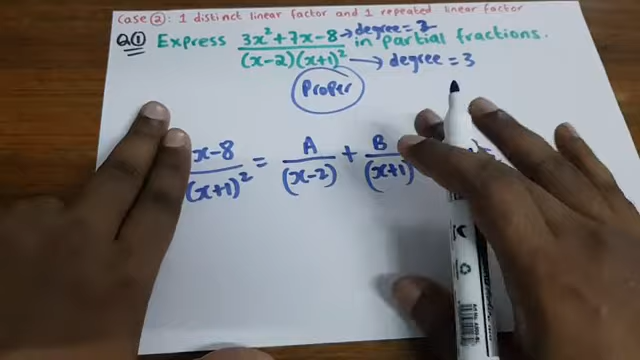 Case ②: 1 distinct linear factor and 1 repeated linear factor
Q① Express 3x²+7x-8 / (x-2)(x+1)² in partial fractions.
→ degree = 2
→ degree = 3
Proper
x-8 / (x+1)² = A / (x-2) + B / (x+1)